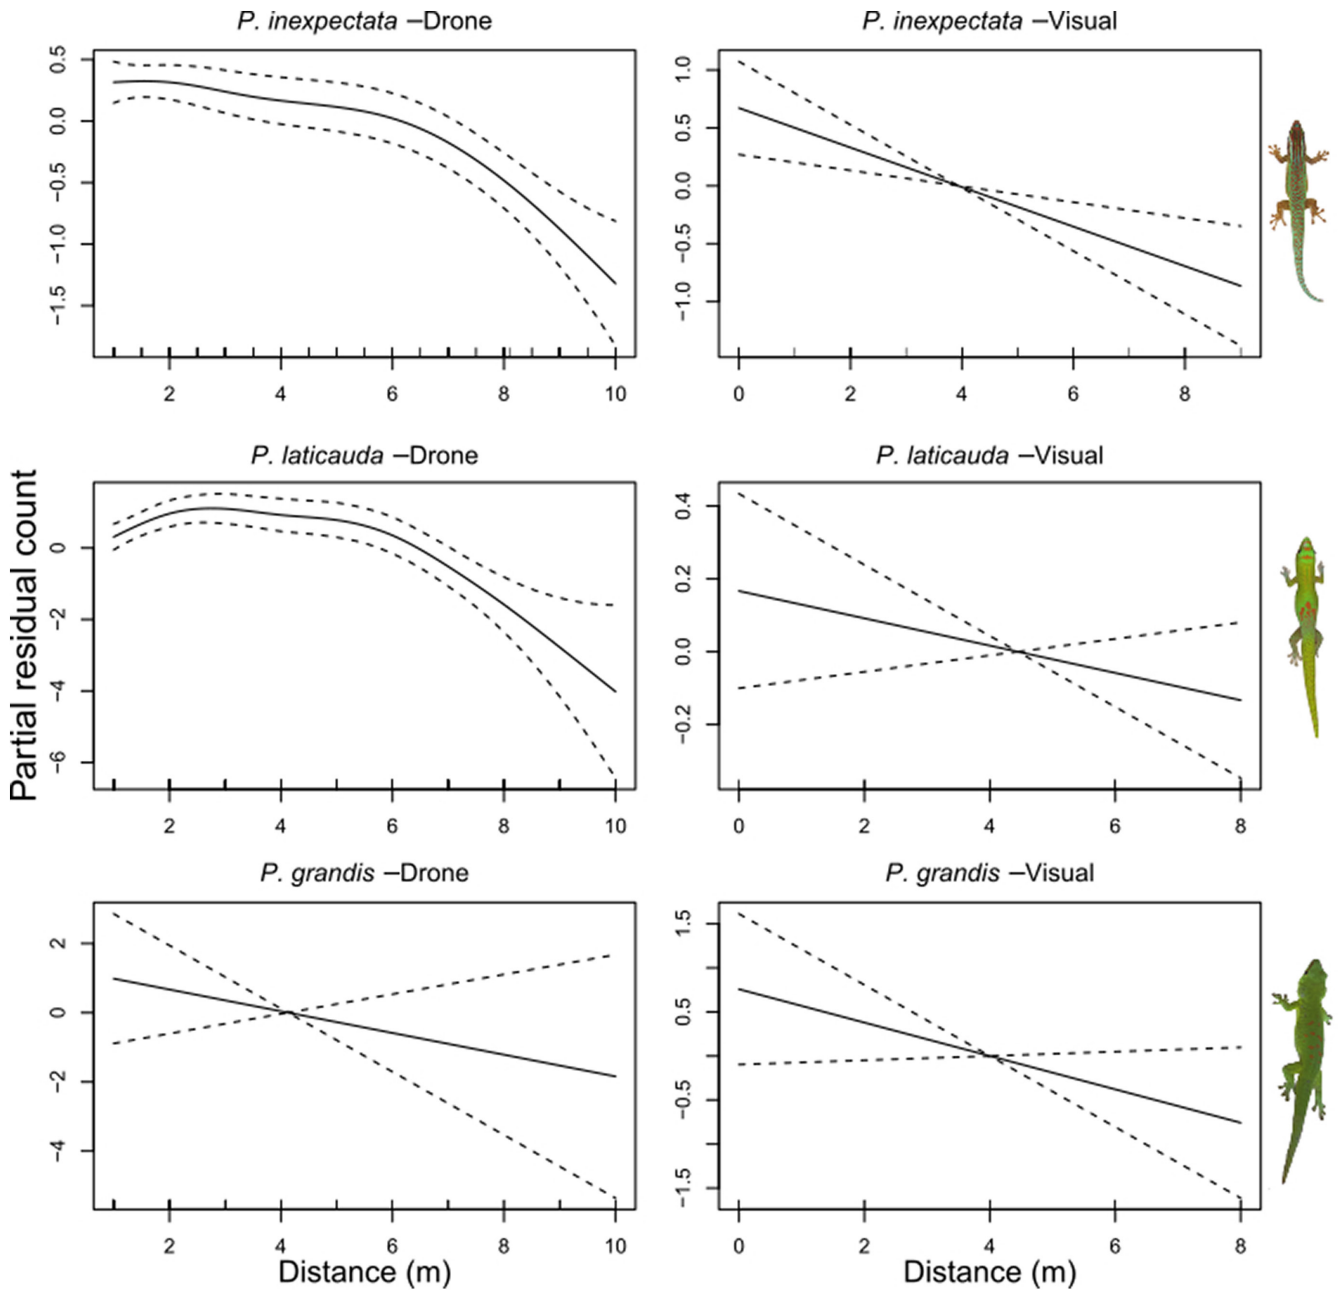 P. inexpectata –Drone
P. inexpectata –Visual
0.5
0.0
−0.5
−1.0
−1.5
2 4 6 8 10
1.0
0.5
0.0
−0.5
−1.0
0 2 4 6 8
Partial residual count
P. laticauda –Drone
P. laticauda –Visual
0
−2
−4
−6
2 4 6 8 10
0.4
0.2
0.0
−0.2
0 2 4 6 8
P. grandis –Drone
P. grandis –Visual
2
0
−2
−4
2 4 6 8 10
Distance (m)
1.5
0.5
−0.5
−1.5
0 2 4 6 8
Distance (m)